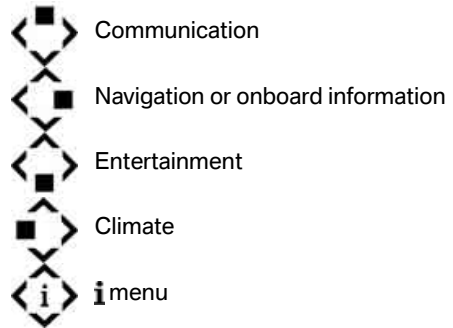 Communication
Navigation or onboard information
Entertainment
Climate
i i menu